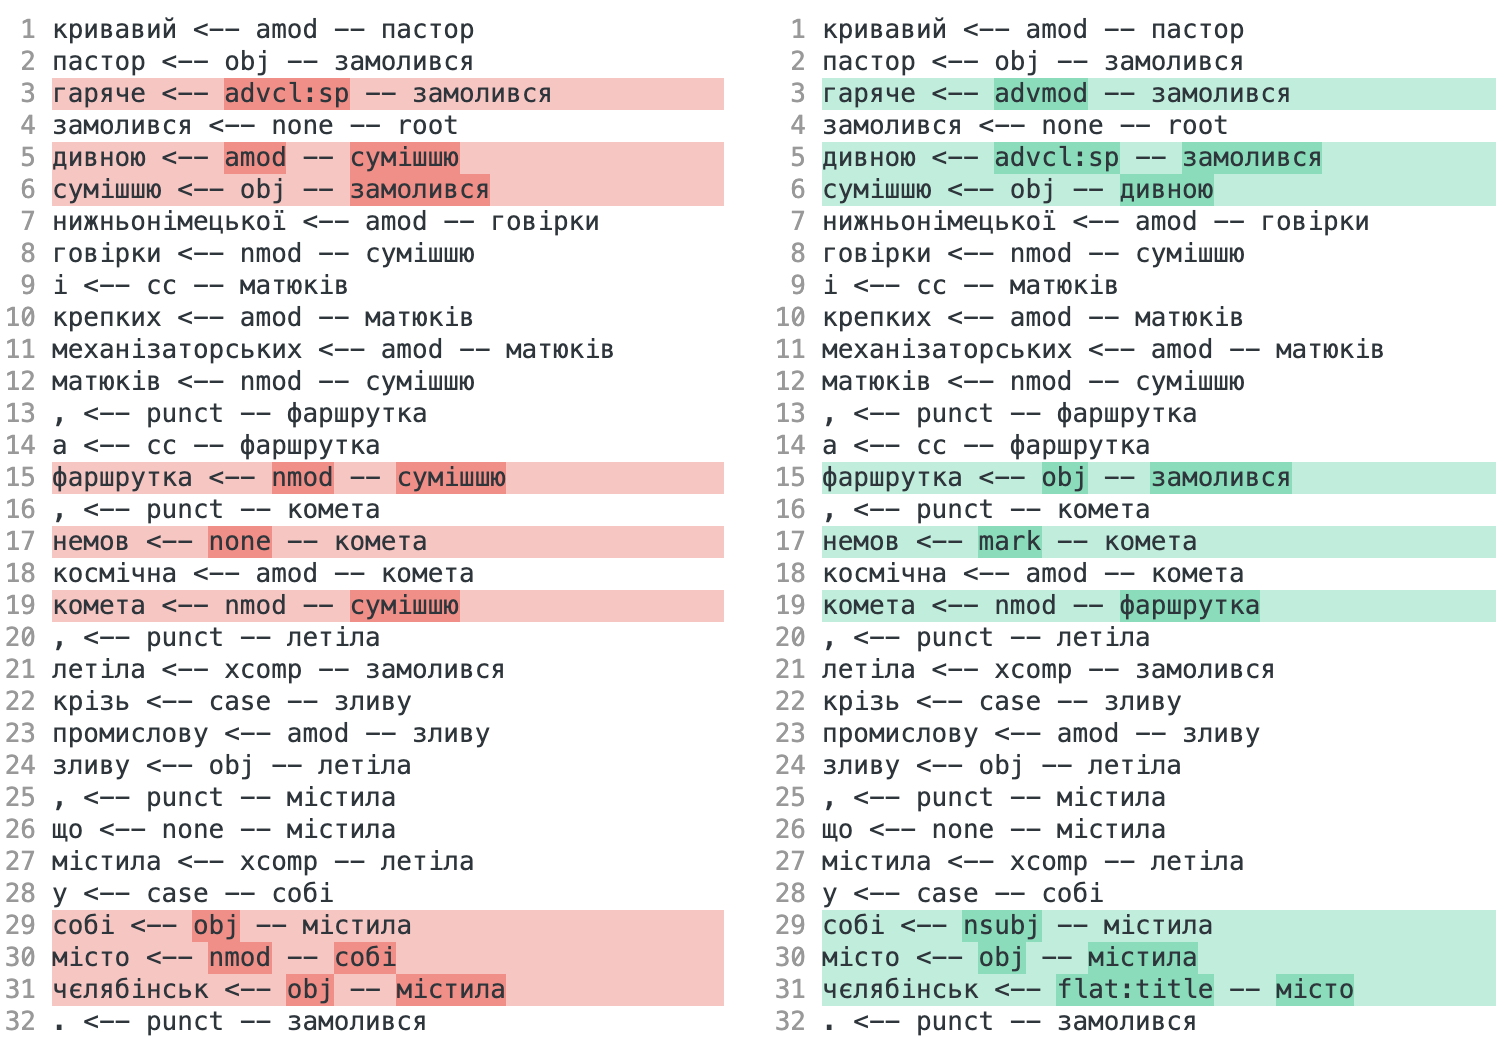 1 кривавий <-- amod -- пастор
2 пастор <-- obj -- замолився
3 гаряче <-- advcl:sp -- замолився
4 замолився <-- none -- root
5 дивною <-- amod -- сумішшю
6 сумішшю <-- obj -- замолився
7 нижньонімецької <-- amod -- говірки
8 говірки <-- nmod -- сумішшю
9 і <-- cc -- матюків
10 крепких <-- amod -- матюків
11 механізаторських <-- amod -- матюків
12 матюків <-- nmod -- сумішшю
13 , <-- punct -- фаршрутка
14 а <-- cc -- фаршрутка
15 фаршрутка <-- nmod -- сумішшю
16 , <-- punct -- комета
17 немов <-- none -- комета
18 космічна <-- amod -- комета
19 комета <-- nmod -- сумішшю
20 , <-- punct -- летіла
21 летіла <-- xcomp -- замолився
22 крізь <-- case -- зливу
23 промислову <-- amod -- зливу
24 зливу <-- obj -- летіла
25 , <-- punct -- містила
26 що <-- none -- містила
27 містила <-- xcomp -- летіла
28 у <-- case -- собі
29 собі <-- obj -- містила
30 місто <-- nmod -- собі
31 чєлябінськ <-- obj -- містила
32 . <-- punct -- замолився
1 кривавий <-- amod -- пастор
2 пастор <-- obj -- замолився
3 гаряче <-- advmod -- замолився
4 замолився <-- none -- root
5 дивною <-- advcl:sp -- замолився
6 сумішшю <-- obj -- дивною
7 нижньонімецької <-- amod -- говірки
8 говірки <-- nmod -- сумішшю
9 і <-- cc -- матюків
10 крепких <-- amod -- матюків
11 механізаторських <-- amod -- матюків
12 матюків <-- nmod -- сумішшю
13 , <-- punct -- фаршрутка
14 а <-- cc -- фаршрутка
15 фаршрутка <-- obj -- замолився
16 , <-- punct -- комета
17 немов <-- mark -- комета
18 космічна <-- amod -- комета
19 комета <-- nmod -- фаршрутка
20 , <-- punct -- летіла
21 летіла <-- xcomp -- замолився
22 крізь <-- case -- зливу
23 промислову <-- amod -- зливу
24 зливу <-- obj -- летіла
25 , <-- punct -- містила
26 що <-- none -- містила
27 містила <-- xcomp -- летіла
28 у <-- case -- собі
29 собі <-- nsubj -- містила
30 місто <-- obj -- містила
31 чєлябінськ <-- flat:title -- місто
32 . <-- punct -- замолився